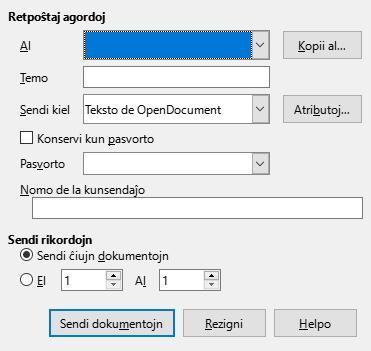 Retpoŝtaj agordoj
Al
Kopii al...
Temo
Sendi kiel
Teksto de OpenDocument
Atributoj...
Konservi kun pasvorto
Pasvorto
Nomo de la kunsendaĵo
Sendi rikordojn
Sendi ĉiujn dokumentojn
El 1 Al 1
Sendi dokumentojn Rezigni Helpo